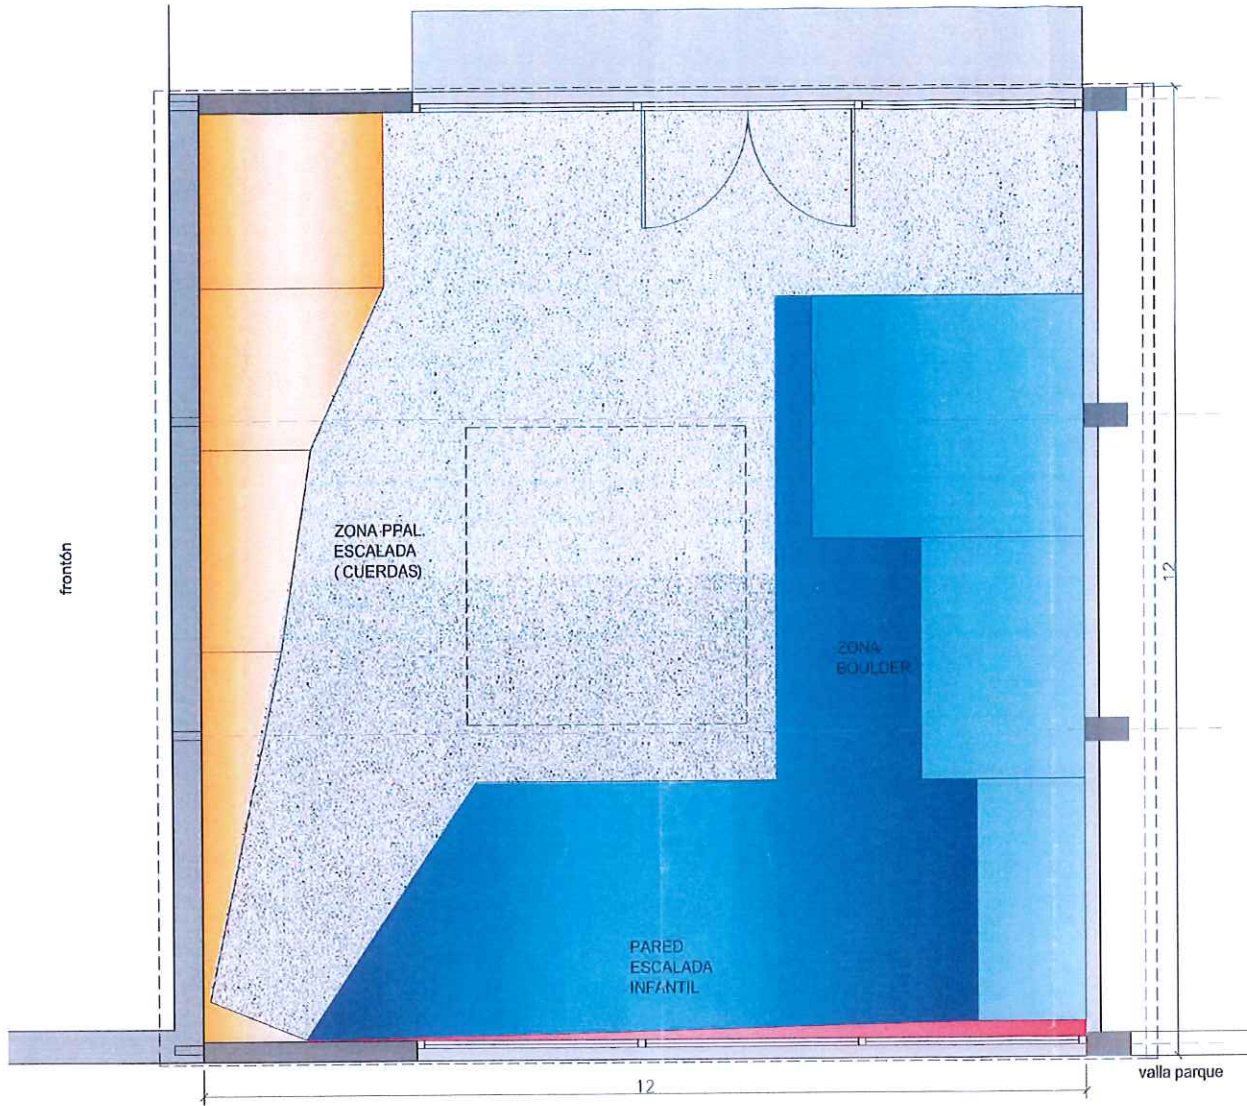 frontón
ZONA PPAL.
ESCALADA
( CUERDAS)
ZONA
BOULDER
12
PARED
ESCALADA
INFANTIL
valla parque
12